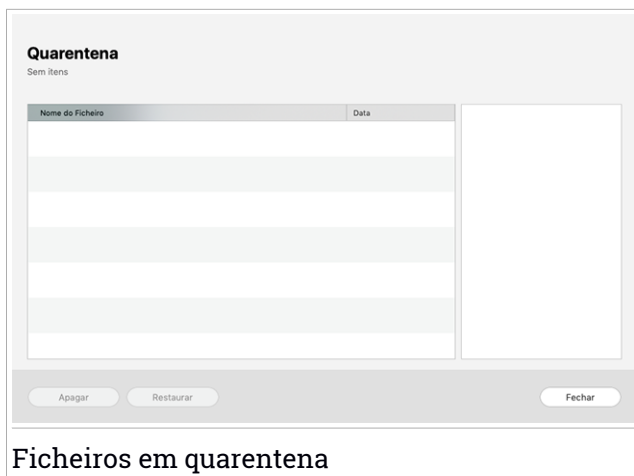 Quarentena
Sem itens
Nome do Ficheiro Data
Apagar Restaurar Fechar
Ficheiros em quarentena